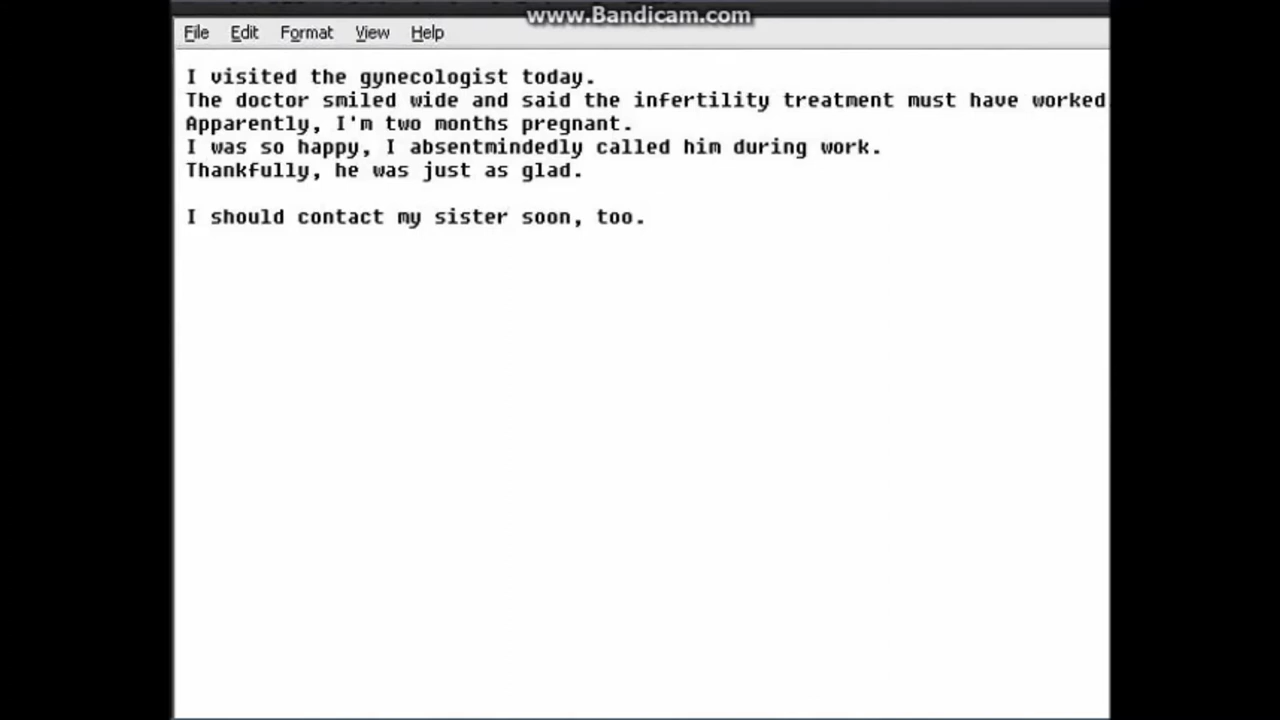 www.Bandicam.com
File Edit Format View Help
I visited the gynecologist today.
The doctor smiled wide and said the infertility treatment must have worked
Apparently, I'm two months pregnant.
I was so happy, I absentmindedly called him during work.
Thankfully, he was just as glad.
I should contact my sister soon, too.